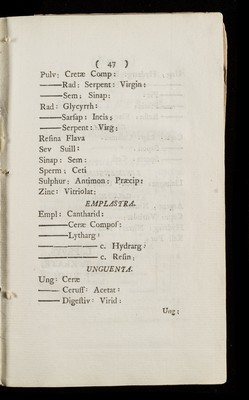 ( 47 )
Pulv: Cretæ Comp:
——Rad: Serpent: Virgin:
——Sem: Sinap:
Rad: Glycyrrh:
——Sarsap: Incis;
——Serpent: Virg:
Resina Flava
Sev Suill:
Sinap: Sem:
Sperm: Ceti
Sulphur: Antimon: Præcip:
Zinc: Vitriolat:
EMPLASTRA.
Empl: Cantharid:
——Ceræ Compos:
——Lytharg:
———— c. Hydrarg:
———— c. Resin:
UNGUENTA.
Ung: Ceræ
—— Ceruss: Acetat:
—— Digestiv: Virid:
Ung: